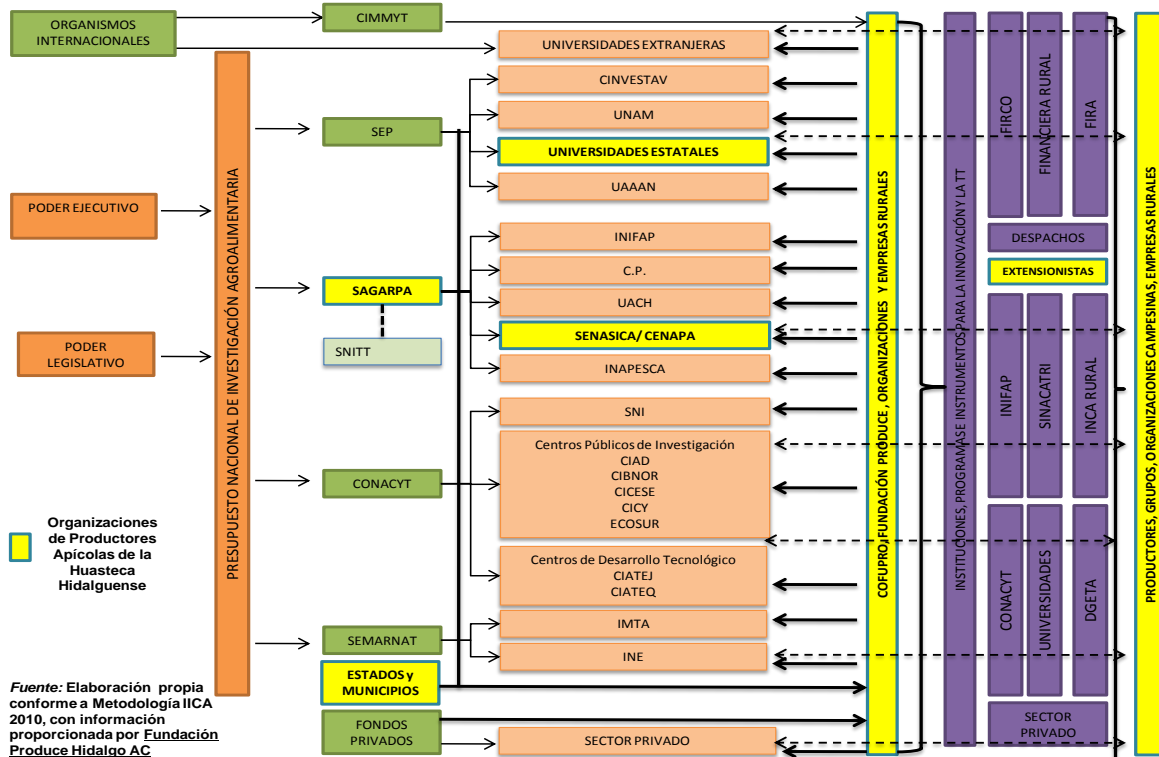 ORGANISMOS
INTERNACIONALES
CIMMYT
UNIVERSIDADES EXTRANJERAS
PRESUPUESTO NACIONAL DE INVESTIGACIÓN AGROALIMENTARIA
PODER EJECUTIVO
PODER
LEGISLATIVO
SEP
CINVESTAV
UNAM
UNIVERSIDADES ESTATALES
UAAAN
SAGARPA
SNITT
INIFAP
C.P.
UACH
SENASICA/ CENAPA
INAPESCA
CONACYT
SNI
Centros Públicos de Investigación
CIAD
CIBNOR
CICESE
CICY
ECOSUR
Centros de Desarrollo Tecnológico
CIATEJ
CIATEQ
SEMARNAT
IMTA
INE
ESTADOS y
MUNICIPIOS
FONDOS
PRIVADOS
SECTOR PRIVADO
COFUPRO, FUNDACIÓN PRODUCE , ORGANIZACIONES Y EMPRESAS RURALES
INSTITUCIONES, PROGRAMAS E INSTRUMENTOS PARA LA INNOVACIÓN Y LA TT
FIRCO
FINANCIERA RURAL
FIRA
DESPACHOS
EXTENSIONISTAS
INIFAP
SINACATRI
INCA RURAL
CONACYT
UNIVERSIDADES
DGETA
SECTOR
PRIVADO
PRODUCTORES, GRUPOS, ORGANIZACIONES CAMPESINAS, EMPRESAS RURALES
Organizaciones
de Productores
Apícolas de la
Huasteca
Hidalguense
Fuente: Elaboración propia
conforme a Metodología IICA
2010, con información
proporcionada por Fundación
Produce Hidalgo AC